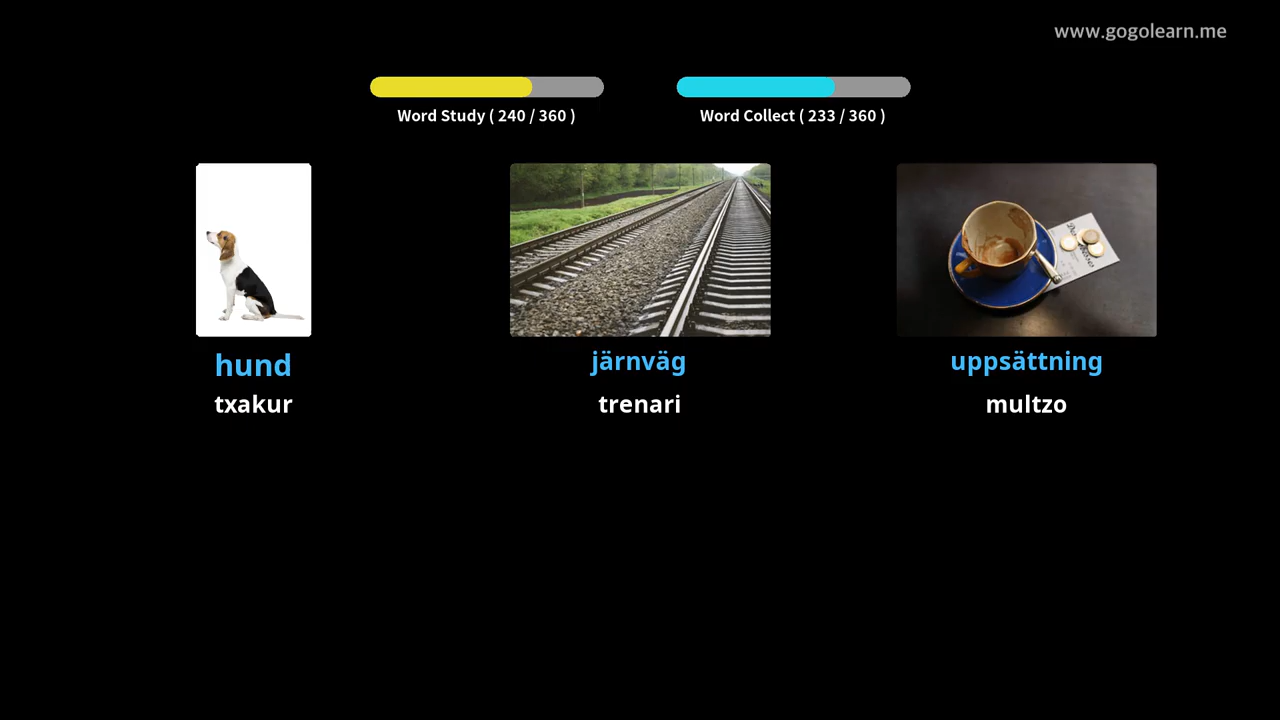 www.gogolearn.me
Word Study ( 240 / 360 )
Word Collect ( 233 / 360 )
hund
järnväg
uppsättning
txakur
trenari
multzo